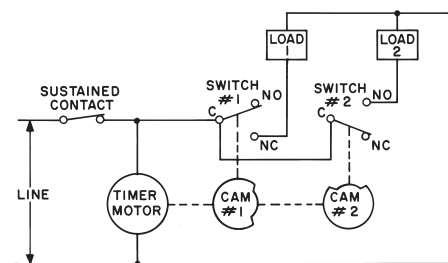 LOAD
1
LOAD
2
SUSTAINED
CONTACT
SWITCH
#1
C
NO
NC
SWITCH
#2
C
NO
NC
LINE
TIMER
MOTOR
CAM
#1
CAM
#2